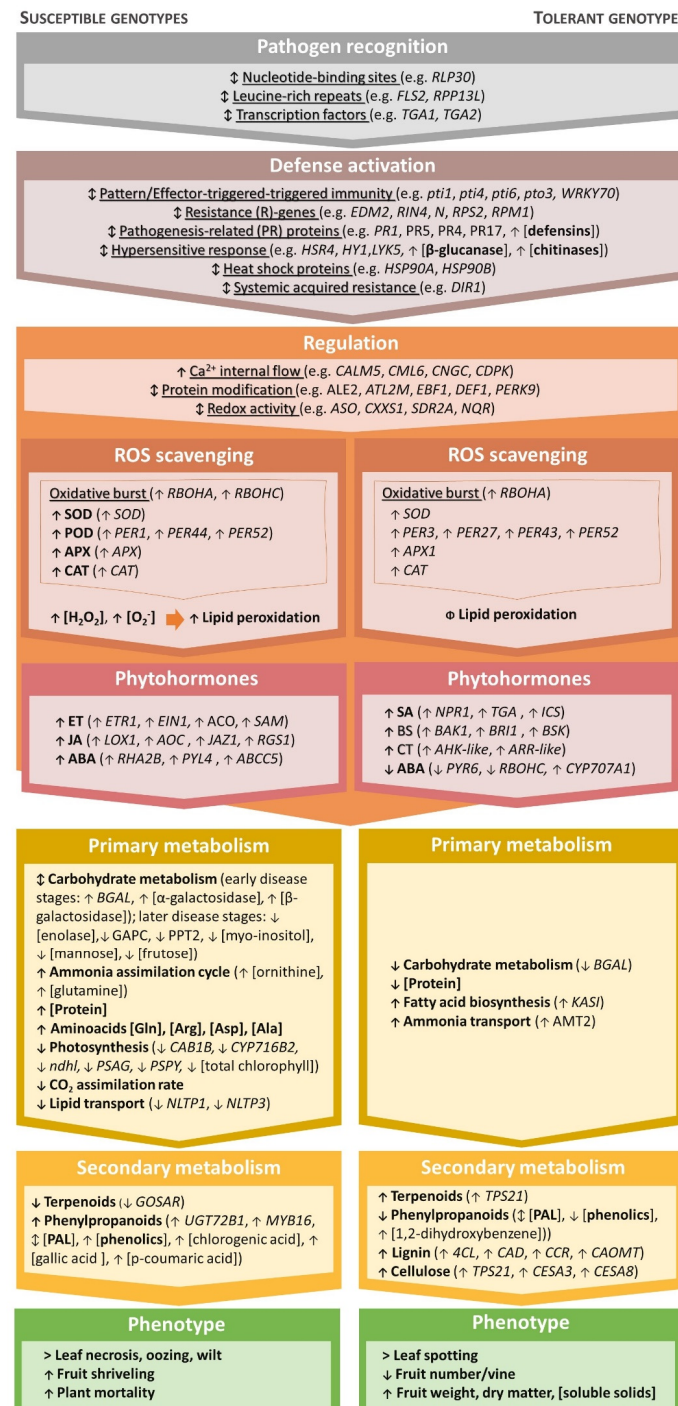 SUSCEPTIBLE GENOTYPES
TOLERANT GENOTYPE
Pathogen recognition
↕ Nucleotide-binding sites (e.g. RLP30)
↕ Leucine-rich repeats (e.g. FLS2, RPP13L)
↕ Transcription factors (e.g. TGA1, TGA2)
Defense activation
↕ Pattern/Effector-triggered-triggered immunity (e.g. pti1, pti4, pti6, pto3, WRKY70)
↕ Resistance (R)-genes (e.g. EDM2, RIN4, N, RPS2, RPM1)
↕ Pathogenesis-related (PR) proteins (e.g. PR1, PR5, PR4, PR17, ↑ [defensins])
↕ Hypersensitive response (e.g. HSR4, HY1,LYK5, ↑ [β-glucanase], ↑ [chitinases])
↕ Heat shock proteins (e.g. HSP90A, HSP90B)
↕ Systemic acquired resistance (e.g. DIR1)
Regulation
↑ Ca²⁺ internal flow (e.g. CALM5, CML6, CNGC, CDPK)
↕ Protein modification (e.g. ALE2, ATL2M, EBF1, DEF1, PERK9)
↕ Redox activity (e.g. ASO, CXXS1, SDR2A, NQR)
ROS scavenging
Oxidative burst (↑ RBOHA, ↑ RBOHC)
↑ SOD (↑ SOD)
↑ POD (↑ PER1, ↑ PER44, ↑ PER52)
↑ APX (↑ APX)
↑ CAT (↑ CAT)
↑ [H₂O₂], ↑ [O₂⁻] ➡ ↑ Lipid peroxidation
ROS scavenging
Oxidative burst (↑ RBOHA)
↑ SOD
↑ PER3, ↑ PER27, ↑ PER43, ↑ PER52
↑ APX1
↑ CAT
Φ Lipid peroxidation
Phytohormones
↑ ET (↑ ETR1, ↑ EIN1, ↑ ACO, ↑ SAM)
↑ JA (↑ LOX1, ↑ AOC , ↑ JAZ1, ↑ RGS1)
↑ ABA (↑ RHA2B, ↑ PYL4 , ↑ ABCC5)
Phytohormones
↑ SA (↑ NPR1, ↑ TGA , ↑ ICS)
↑ BS (↑ BAK1, ↑ BRI1 , ↑ BSK)
↑ CT (↑ AHK-like, ↑ ARR-like)
↓ ABA (↓ PYR6, ↓ RBOHC, ↑ CYP707A1)
Primary metabolism
↕ Carbohydrate metabolism (early disease
stages: ↑ BGAL, ↑ [α-galactosidase], ↑ [β-
galactosidase]); later disease stages: ↓
[enolase],↓ GAPC, ↓ PPT2, ↓ [myo-inositol],
↓ [mannose], ↓ [frutose])
↑ Ammonia assimilation cycle (↑ [ornithine],
↑ [glutamine])
↑ [Protein]
↑ Aminoacids [Gln], [Arg], [Asp], [Ala]
↓ Photosynthesis (↓ CAB1B, ↓ CYP716B2,
↓ ndhl, ↓ PSAG, ↓ PSPY, ↓ [total chlorophyll])
↓ CO₂ assimilation rate
↓ Lipid transport (↓ NLTP1, ↓ NLTP3)
Primary metabolism
↓ Carbohydrate metabolism (↓ BGAL)
↓ [Protein]
↑ Fatty acid biosynthesis (↑ KASI)
↑ Ammonia transport (↑ AMT2)
Secondary metabolism
↓ Terpenoids (↓ GOSAR)
↑ Phenylpropanoids (↑ UGT72B1, ↑ MYB16,
↕ [PAL], ↑ [phenolics], ↑ [chlorogenic acid], ↑
[gallic acid ], ↑ [p-coumaric acid])
Secondary metabolism
↑ Terpenoids (↑ TPS21)
↓ Phenylpropanoids (↕ [PAL], ↓ [phenolics],
↑ [1,2-dihydroxybenzene]))
↑ Lignin (↑ 4CL, ↑ CAD, ↑ CCR, ↑ CAOMT)
↑ Cellulose (↑ TPS21, ↑ CESA3, ↑ CESA8)
Phenotype
> Leaf necrosis, oozing, wilt
↑ Fruit shriveling
↑ Plant mortality
Phenotype
> Leaf spotting
↓ Fruit number/vine
↑ Fruit weight, dry matter, [soluble solids]